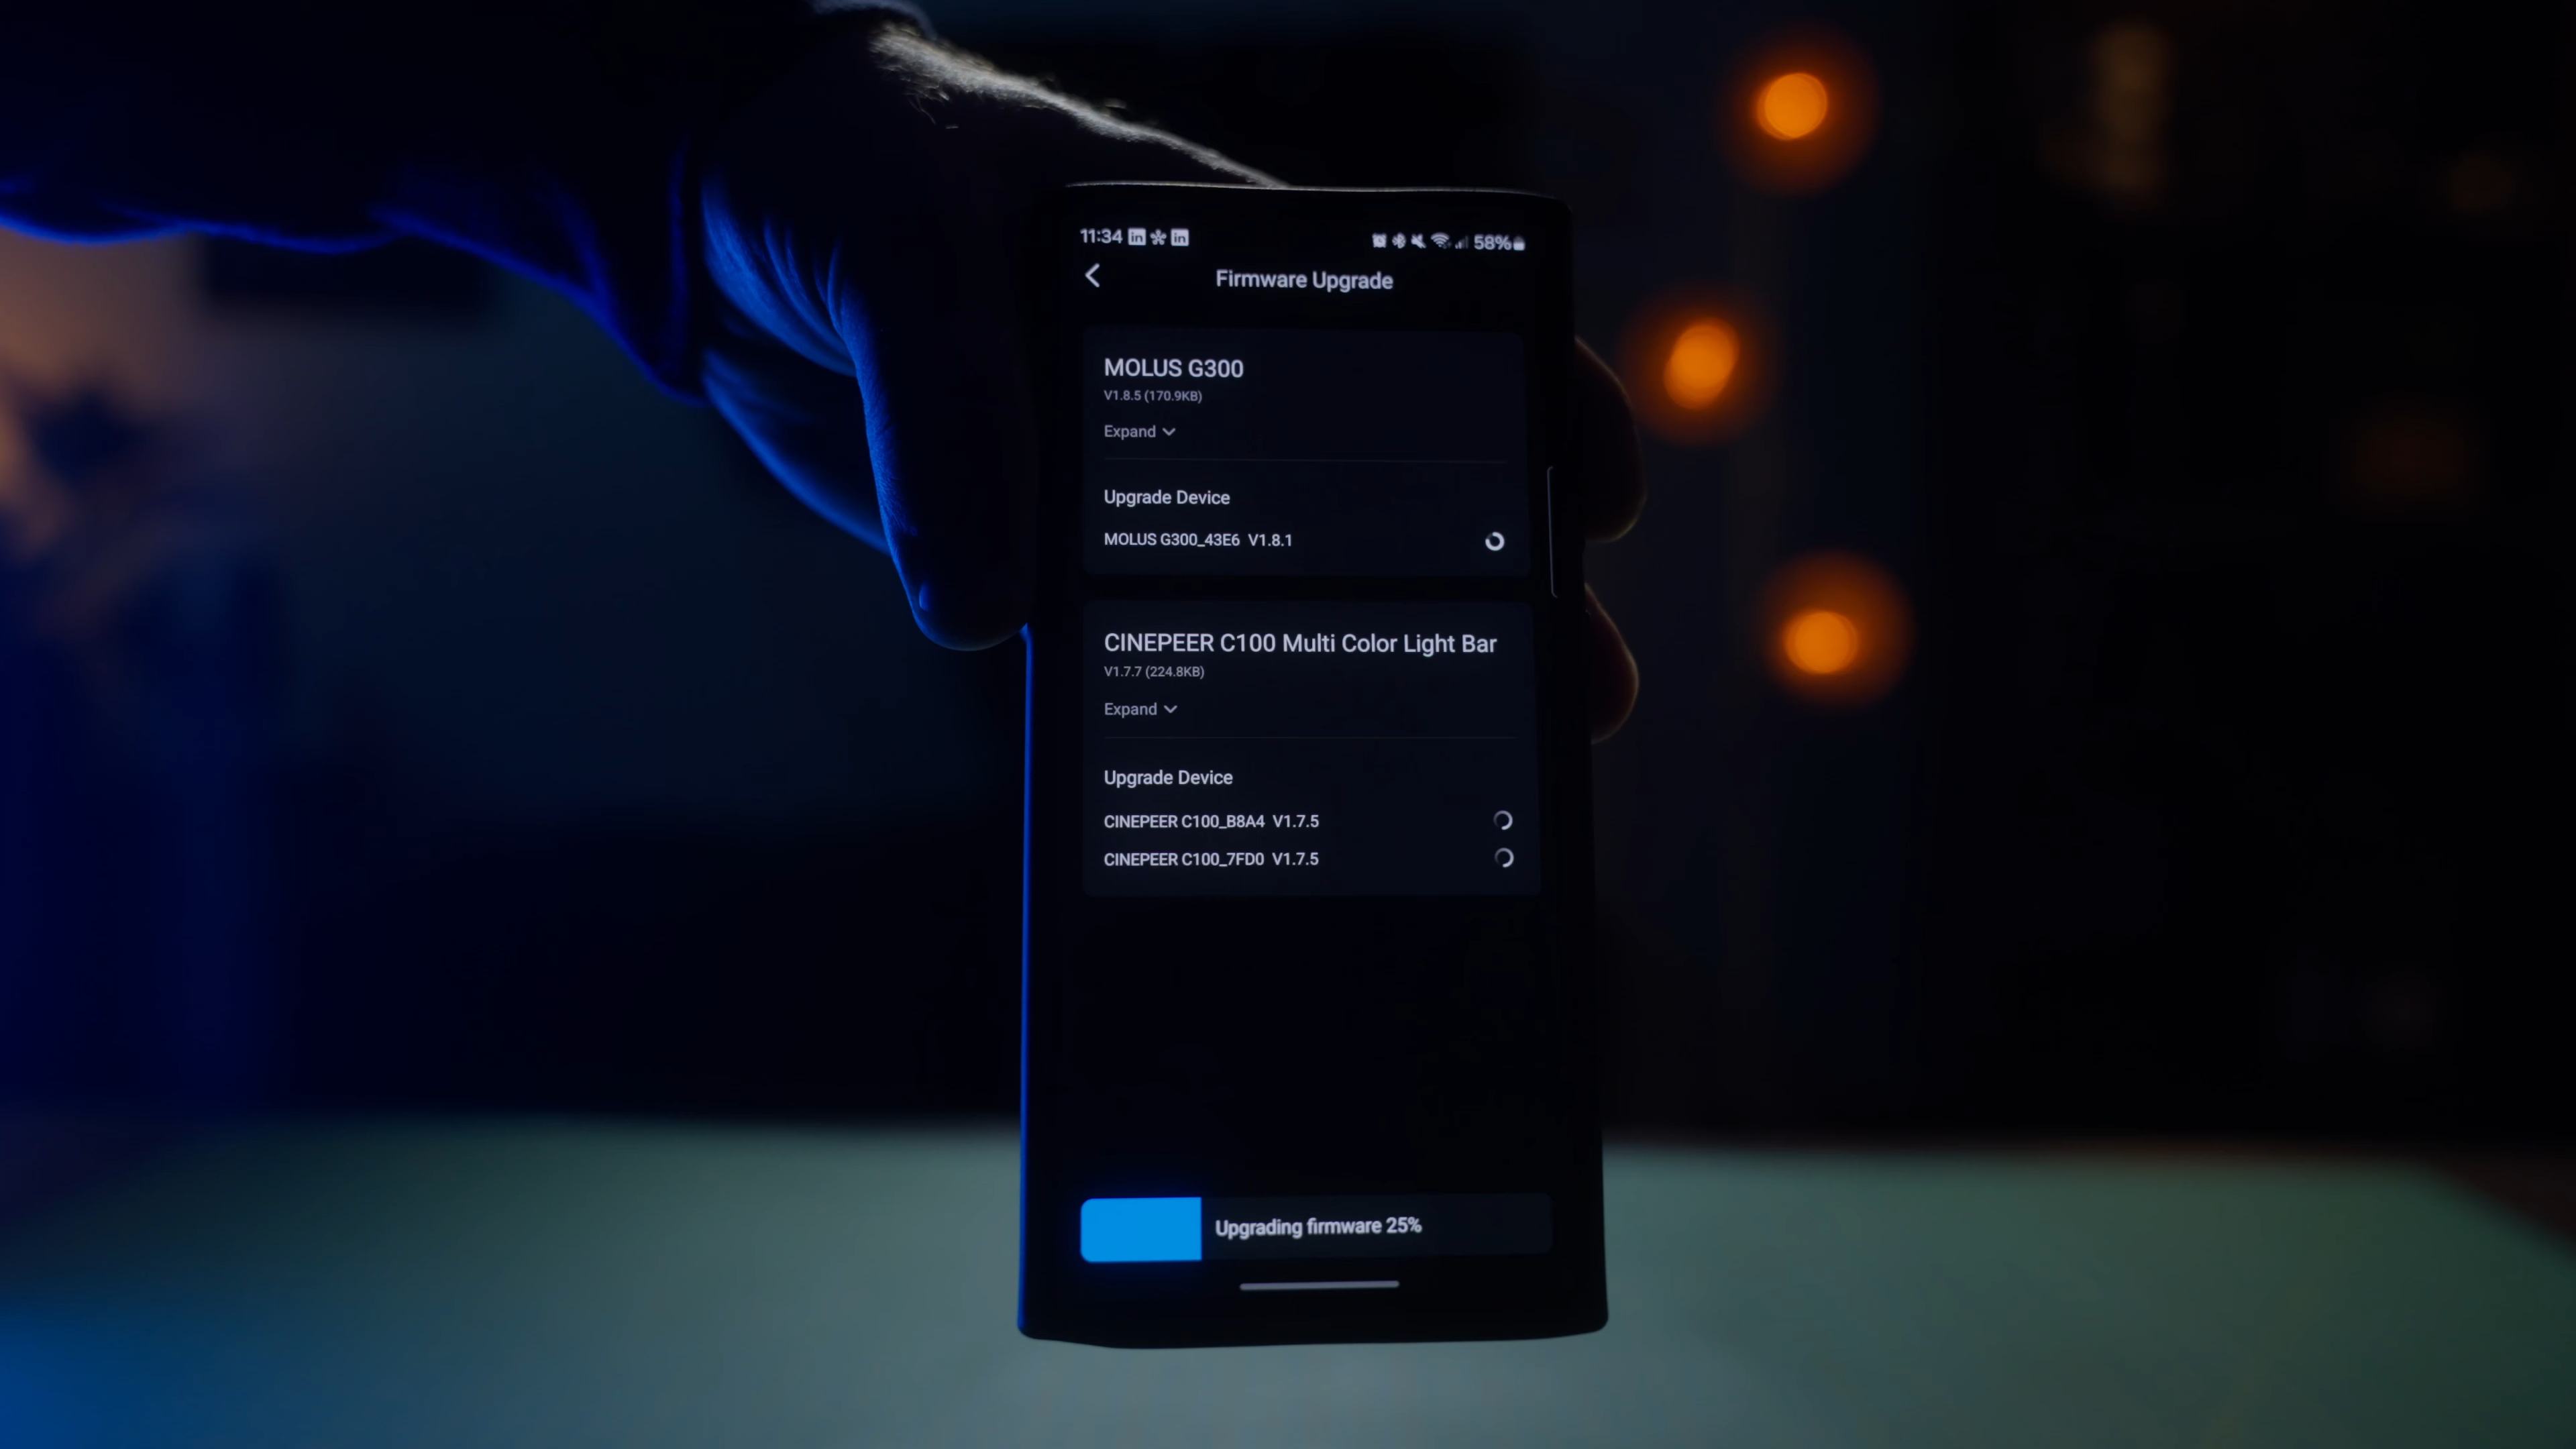 11:34 in in 58%
Firmware Upgrade
MOLUS G300
V1.8.5 (170.9KB)
Expand
Upgrade Device
MOLUS G300_43E6 V1.8.1
CINEPEER C100 Multi Color Light Bar
V1.7.7 (224.8KB)
Expand
Upgrade Device
CINEPEER C100_B8A4 V1.7.5
CINEPEER C100_7FD0 V1.7.5
Upgrading firmware 25%